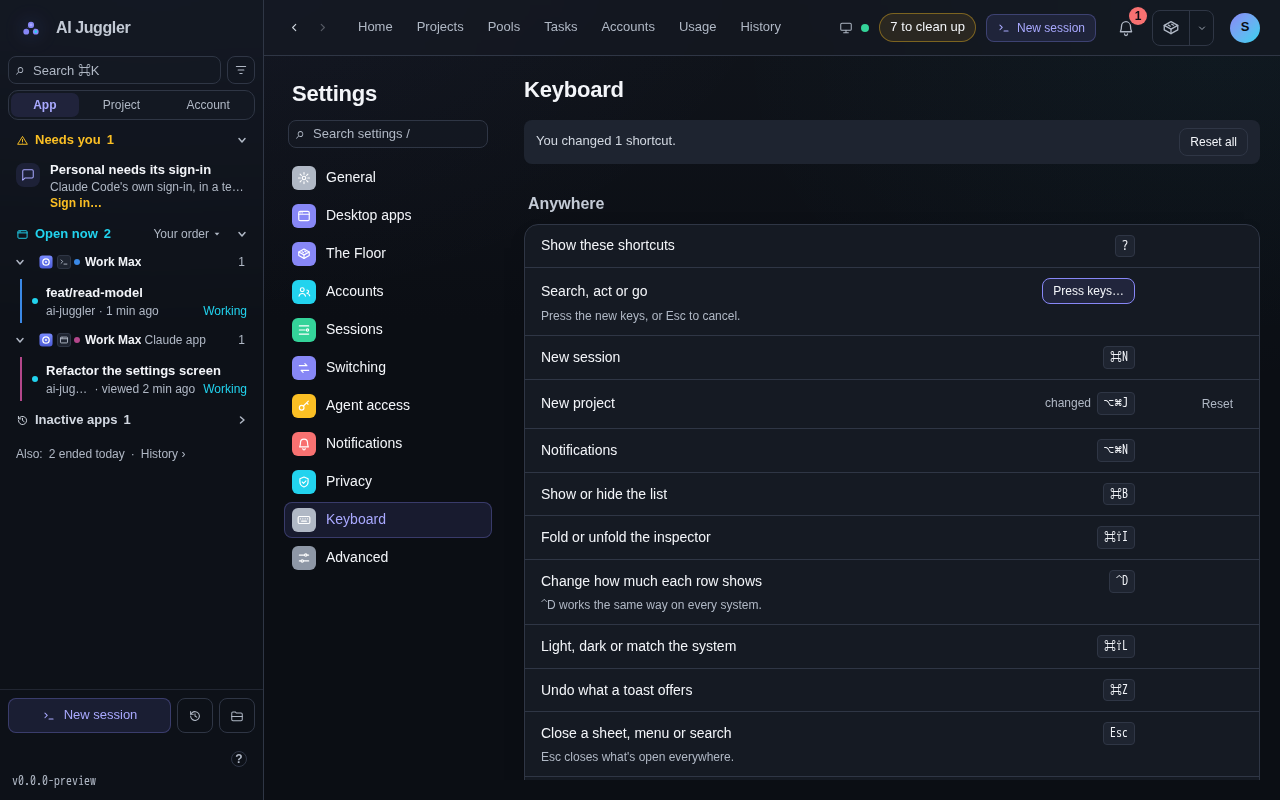 AI Juggler
Search ⌘K
App Project Account
Needs you 1
Personal needs its sign-in
Claude Code's own sign-in, in a te…
Sign in…
Open now 2 Your order
Work Max 1
feat/read-model
ai-juggler · 1 min ago Working
Work Max Claude app 1
Refactor the settings screen
ai-jug… · viewed 2 min ago Working
Inactive apps 1
Also: 2 ended today · History ›
New session
?
v0.0.0-preview
Home Projects Pools Tasks Accounts Usage History
7 to clean up
New session
1
S
Settings
Search settings /
General
Desktop apps
The Floor
Accounts
Sessions
Switching
Agent access
Notifications
Privacy
Keyboard
Advanced
Keyboard
You changed 1 shortcut. Reset all
Anywhere
Show these shortcuts ?
Search, act or go Press keys…
Press the new keys, or Esc to cancel.
New session ⌘N
New project changed ⌥⌘J Reset
Notifications ⌥⌘N
Show or hide the list ⌘B
Fold or unfold the inspector ⌘⇧I
Change how much each row shows ^D
^D works the same way on every system.
Light, dark or match the system ⌘⇧L
Undo what a toast offers ⌘Z
Close a sheet, menu or search Esc
Esc closes what's open everywhere.